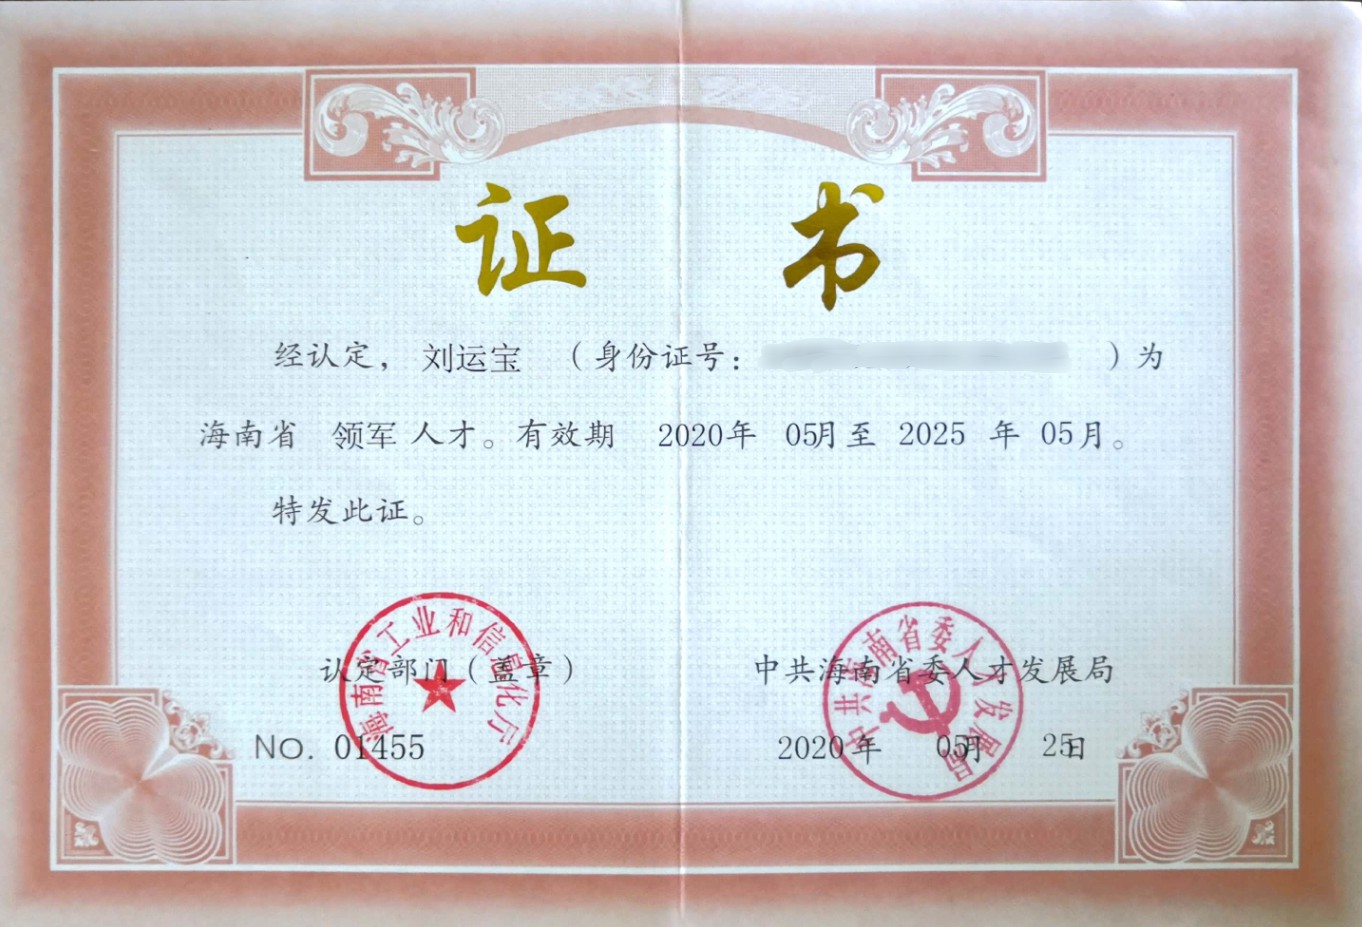 证 书
经认定， 刘运宝 （身份证号： ）为
海南省 领军 人才。有效期 2020年 05月至 2025 年 05月。
特发此证。
海南省工业和信息化厅
认定部门（盖章）
NO. 01455
中共海南省委人才发展局
中共海南省委人才发展局
2020年 05月 25日